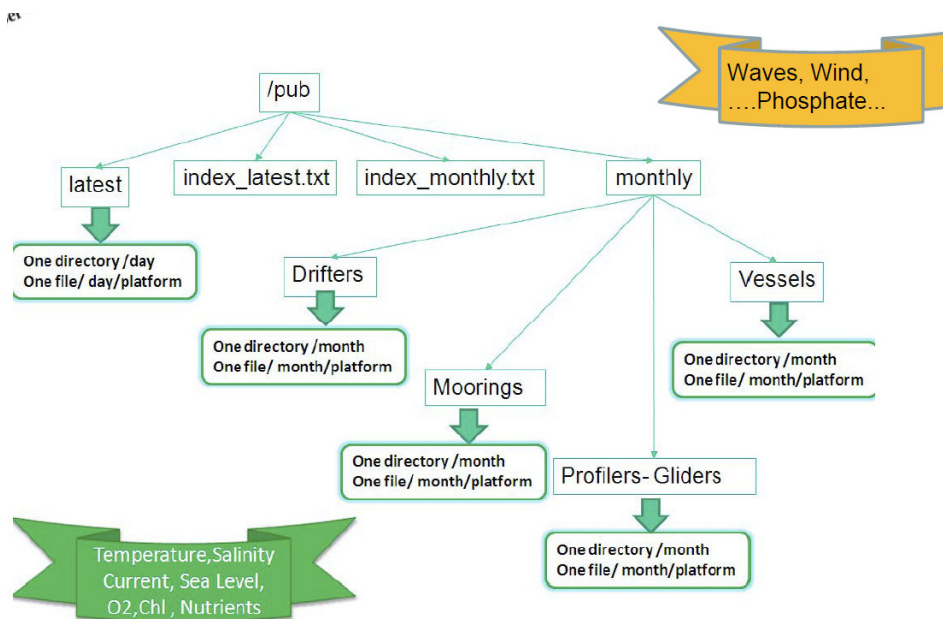 Waves, Wind,
....Phosphate...
/pub
latest
index_latest.txt
index_monthly.txt
monthly
One directory /day
One file/ day/platform
Drifters
Vessels
One directory /month
One file/ month/platform
One directory /month
One file/ month/platform
Moorings
One directory /month
One file/ month/platform
Profilers- Gliders
One directory /month
One file/ month/platform
Temperature,Salinity
Current, Sea Level,
O2,Chl , Nutrients